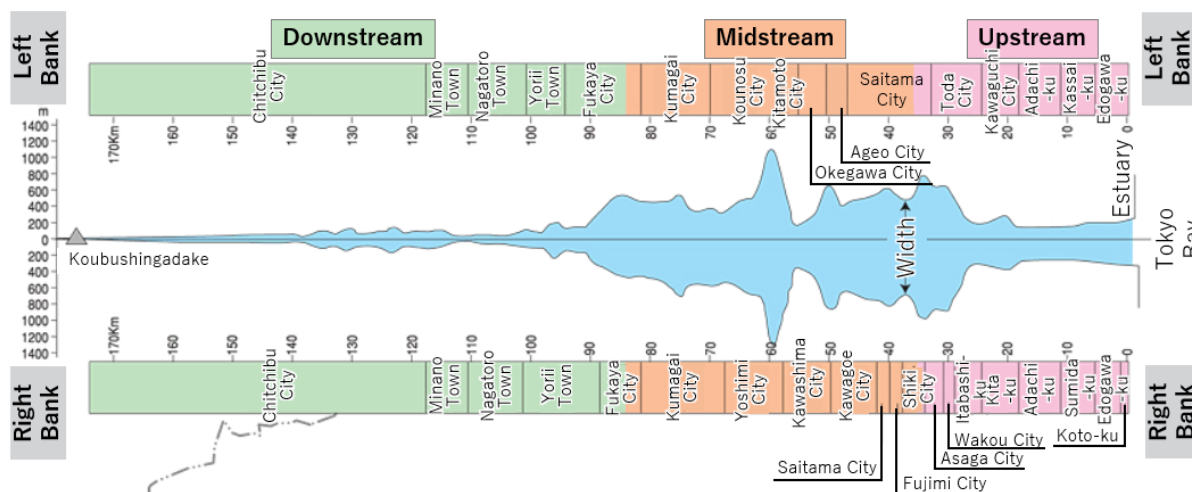 Left
Bank
Downstream
Midstream
Upstream
Left
Bank
Chitchibu
City
Minano
Town
Nagatoro
Town
Yorii
Town
Fukaya
City
Kumagai
City
Kounosu
City
Kitamoto
City
Saitama
City
Toda
City
Kawaguchi
City
Adachi
-ku
Kassai
-ku
Edogawa
-ku
Ageo City
Okegawa City
m
1400
1200
1000
800
600
400
200
0
200
400
600
800
1000
1200
1400
170Km
160
150
140
130
120
110
100
90
80
70
60
50
40
30
20
10
0
Estuary
Tokyo
Bay
Width
Koubushingadake
170Km
160
150
140
130
120
110
100
90
80
70
60
50
40
30
20
10
0
Right
Bank
Chitchibu
City
Minano
Town
Nagatoro
Town
Yorii
Town
Fukaya
City
Kumagai
City
Yoshimi
City
Kawashima
City
Kawagoe
City
Shiki
City
Itabashi-
ku
Kita
-ku
Adachi
-ku
Sumida
-ku
Edogawa
-ku
Right
Bank
Saitama City
Fujimi City
Asaga City
Wakou City
Koto-ku